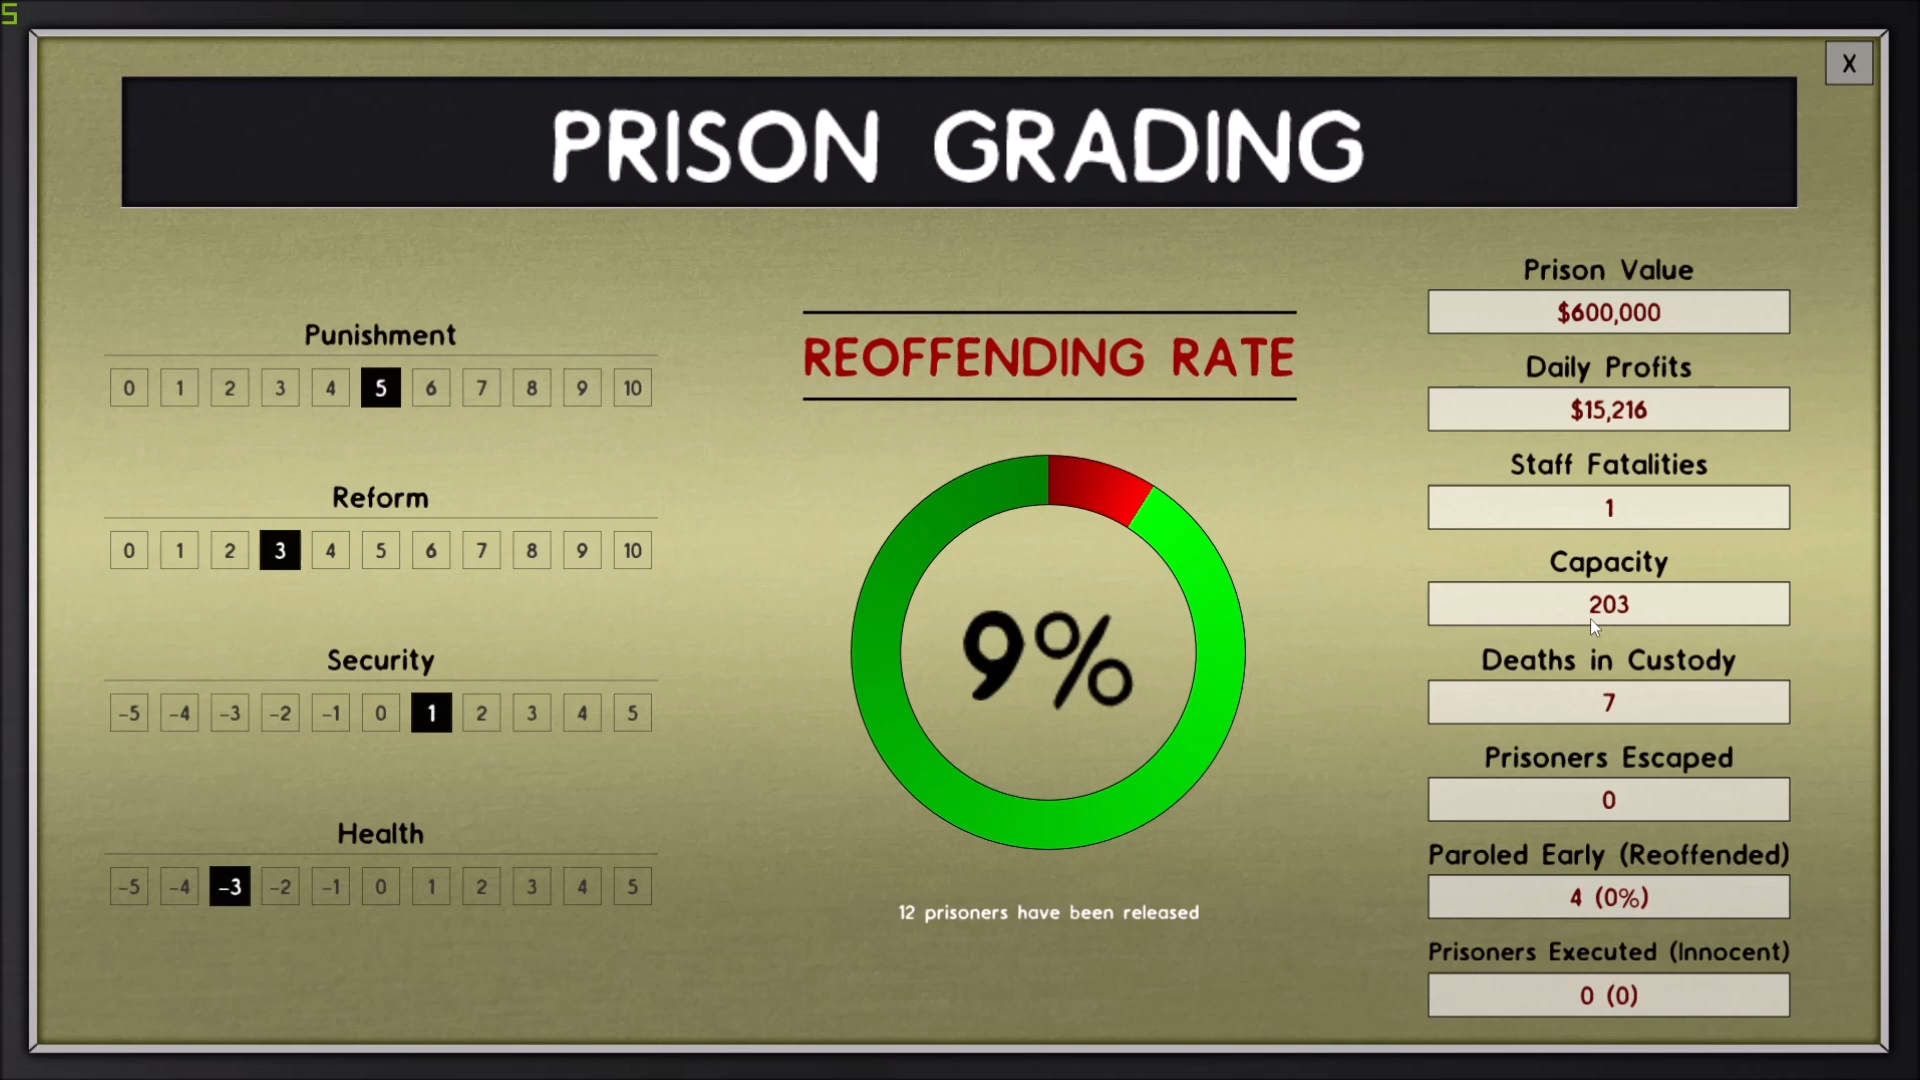 5
X
PRISON GRADING
Punishment
0 1 2 3 4 5 6 7 8 9 10
Reform
0 1 2 3 4 5 6 7 8 9 10
Security
-5 -4 -3 -2 -1 0 1 2 3 4 5
Health
-5 -4 -3 -2 -1 0 1 2 3 4 5
REOFFENDING RATE
9%
12 prisoners have been released
Prison Value
$600,000
Daily Profits
$15,216
Staff Fatalities
1
Capacity
203
Deaths in Custody
7
Prisoners Escaped
0
Paroled Early (Reoffended)
4 (0%)
Prisoners Executed (Innocent)
0 (0)